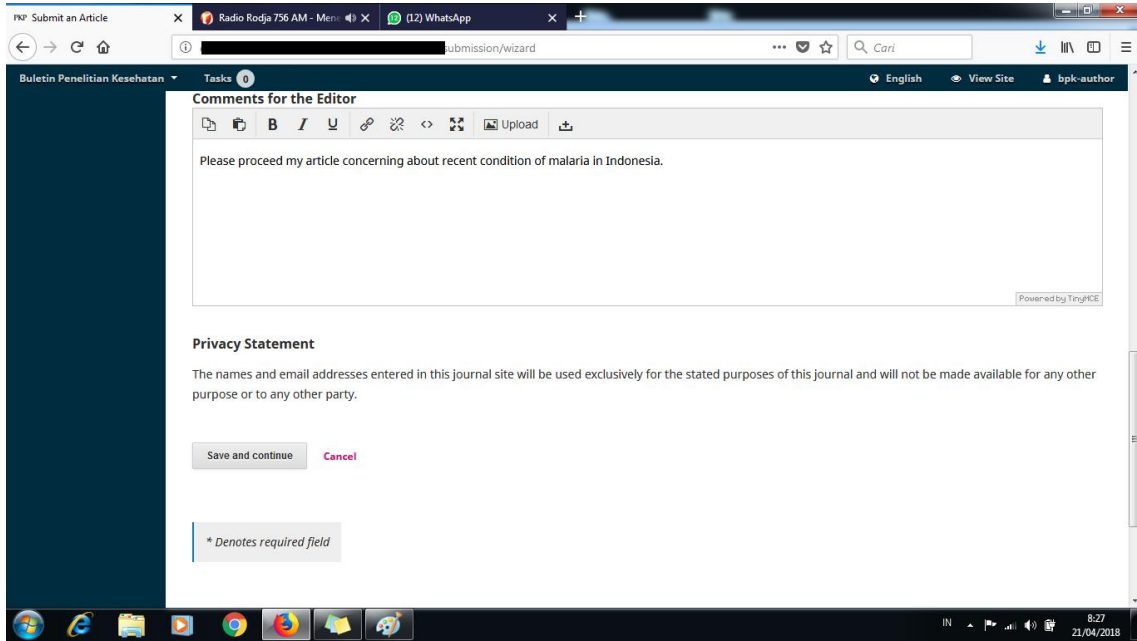 PKP Submit an Article
Radio Rodja 756 AM - Mene
(12) WhatsApp
submission/wizard
Cari
Buletin Penelitian Kesehatan
Tasks 0
English
View Site
bpk-author
Comments for the Editor
B I U
Upload
Please proceed my article concerning about recent condition of malaria in Indonesia.
Powered by TinyMCE
Privacy Statement
The names and email addresses entered in this journal site will be used exclusively for the stated purposes of this journal and will not be made available for any other
purpose or to any other party.
Save and continue
Cancel
* Denotes required field
IN
8:27
21/04/2018